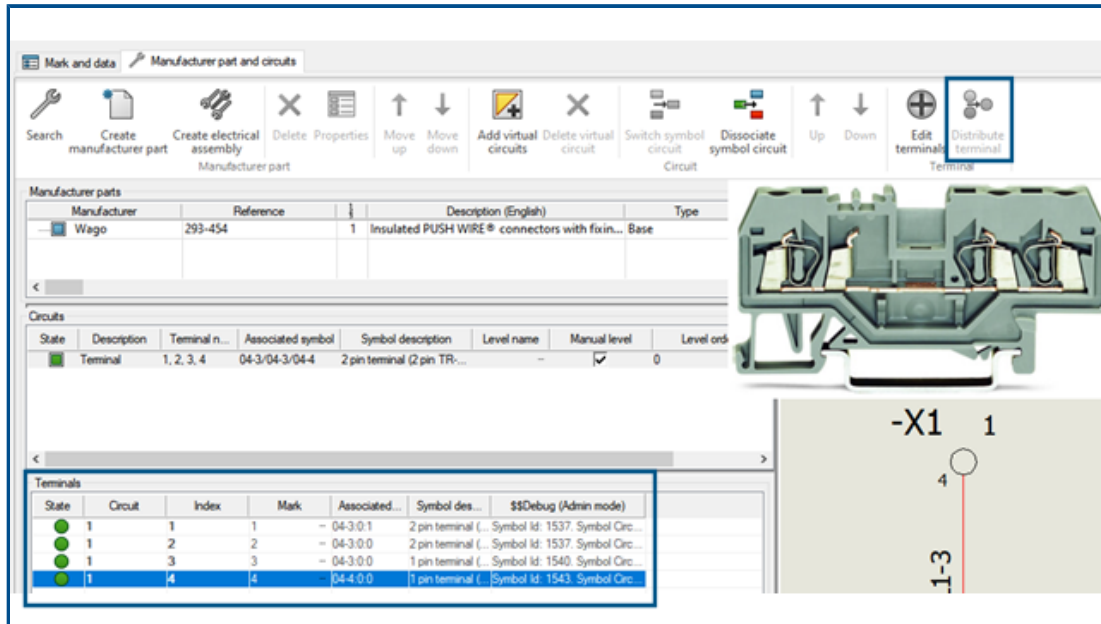 Mark and data Manufacturer part and circuits
Search Create manufacturer part Create electrical assembly Delete Properties Move up Move down Add virtual circuits Delete virtual circuit Switch symbol circuit Dissociate symbol circuit Up Down Edit terminals Distribute terminal
Manufacturer part Circuit Terminal
Manufacturer parts
Manufacturer Reference Description (English) Type
Wago 293-454 1 Insulated PUSH WIRE® connectors with fixin... Base
Circuits
State Description Terminal n... Associated symbol Symbol description Level name Manual level Level ord
Terminal 1, 2, 3, 4 04-3/04-3/04-4 2 pin terminal (2 pin TR-... – 0
-X1 1
4
L1-3
Terminals
State Circuit Index Mark Associated... Symbol des... $$Debug (Admin mode)
1 1 1 – 04-3:0:1 2 pin terminal (... Symbol Id: 1537. Symbol Circ...
1 2 2 – 04-3:0:0 2 pin terminal (... Symbol Id: 1537. Symbol Circ...
1 3 3 – 04-3:0:0 1 pin terminal (... Symbol Id: 1540. Symbol Circ...
1 4 4 – 04-4:0:0 1 pin terminal (... Symbol Id: 1543. Symbol Circ...